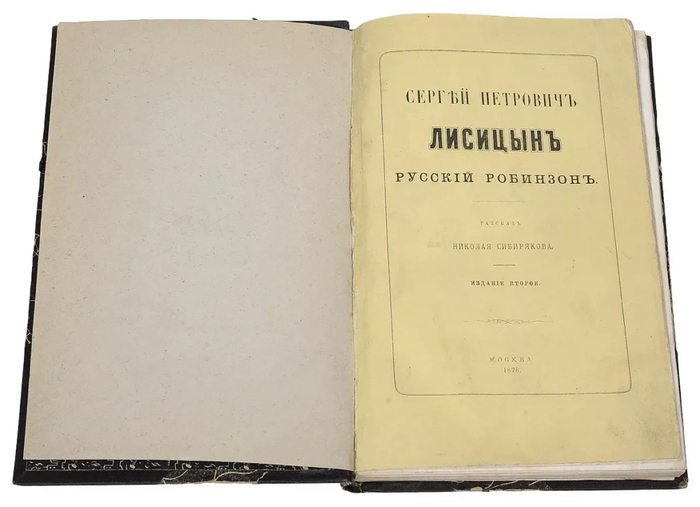 СЕРГѢЙ ПЕТРОВИЧЪ
ЛИСИЦЫНЪ
РУССКІЙ РОБИНЗОНЪ.
РАЗСКАЗЪ
НИКОЛАЯ СИБИРЯКОВА.
ИЗДАНІЕ ВТОРОЕ.
МОСКВА
1876.